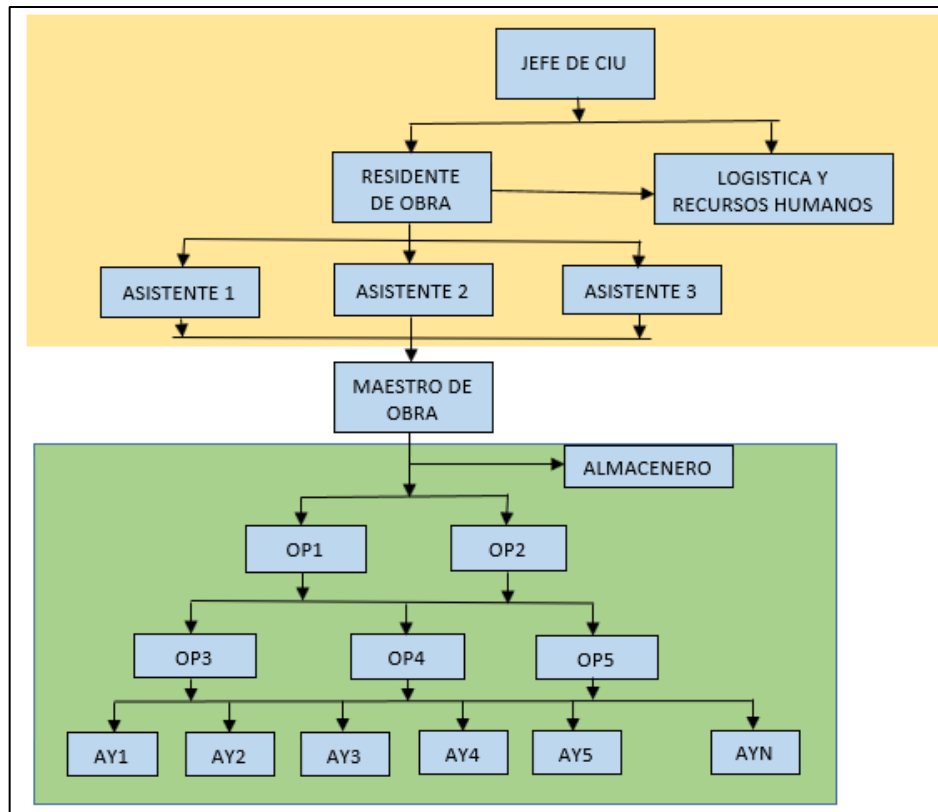 JEFE DE CIU
RESIDENTE
DE OBRA
LOGISTICA Y
RECURSOS HUMANOS
ASISTENTE 1
ASISTENTE 2
ASISTENTE 3
MAESTRO DE
OBRA
ALMACENERO
OP1
OP2
OP3
OP4
OP5
AY1
AY2
AY3
AY4
AY5
AYN